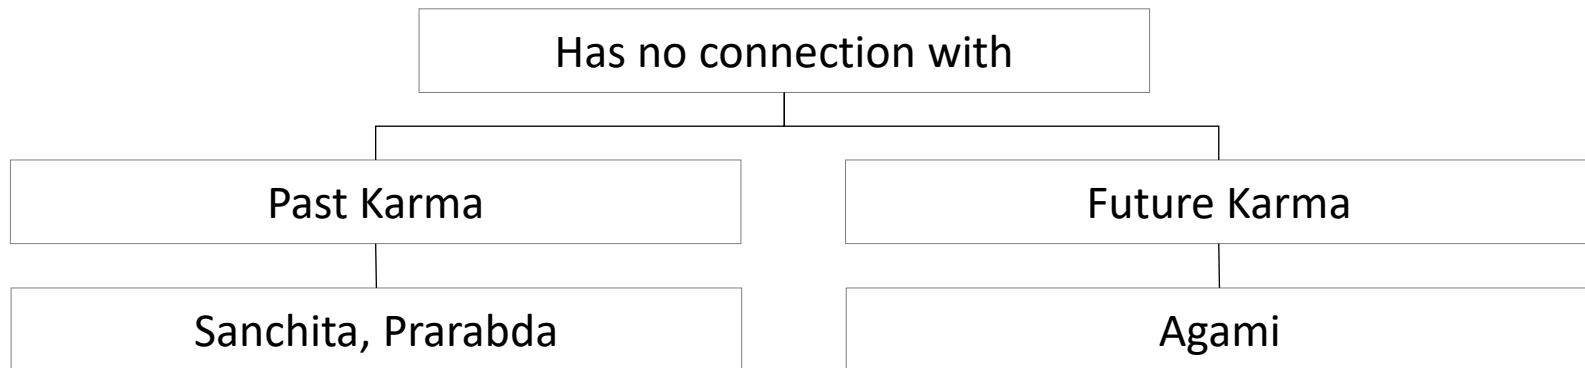 Has no connection with
Past Karma
Future Karma
Sanchita, Prarabda
Agami